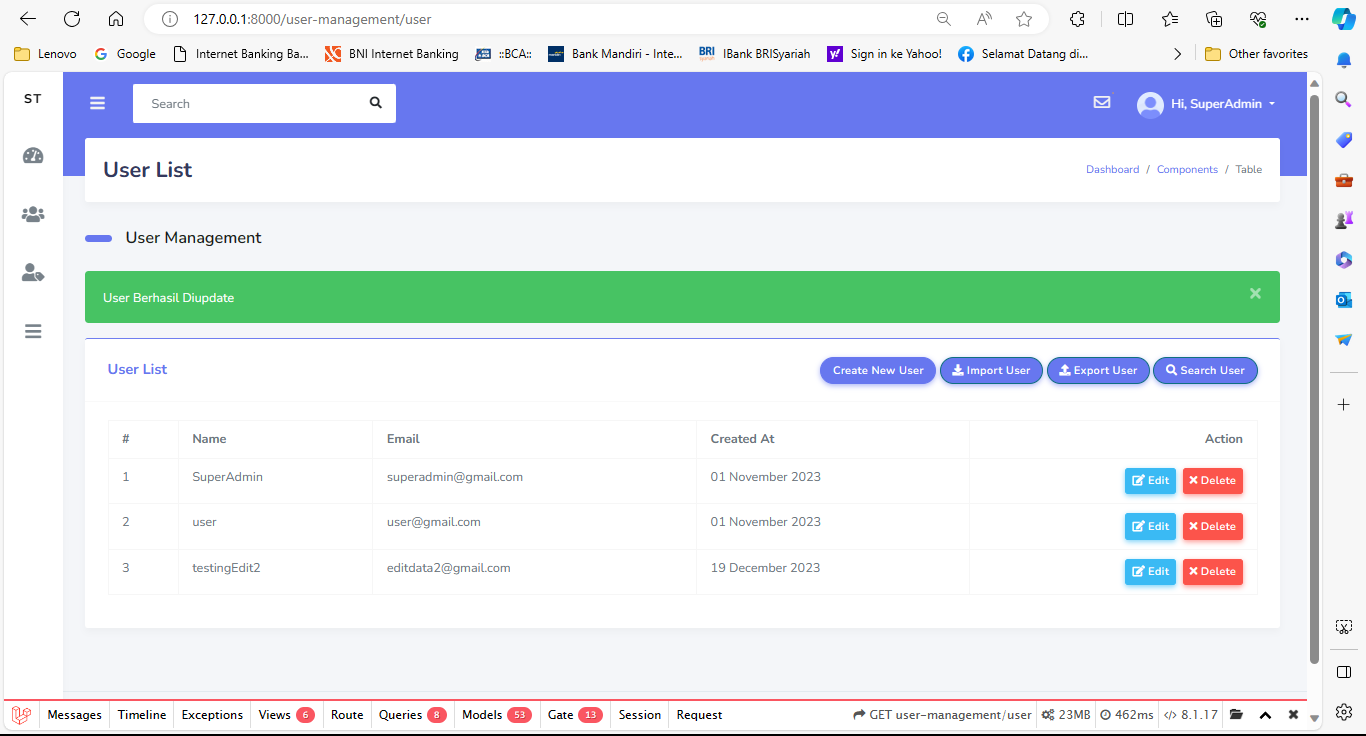 127.0.0.1:8000/user-management/user
Lenovo Google Internet Banking Ba... BNI Internet Banking ::BCA:: Bank Mandiri - Inte... IBank BRISyariah Sign in ke Yahoo! Selamat Datang di... Other favorites
ST
Search
Hi, SuperAdmin
User List
Dashboard / Components / Table
User Management
User Berhasil Diupdate
User List
Create New User Import User Export User Search User
# Name Email Created At Action
1 SuperAdmin superadmin@gmail.com 01 November 2023 Edit Delete
2 user user@gmail.com 01 November 2023 Edit Delete
3 testingEdit2 editdata2@gmail.com 19 December 2023 Edit Delete
Messages Timeline Exceptions Views 6 Route Queries 8 Models 53 Gate 13 Session Request GET user-management/user 23MB 462ms 8.1.17